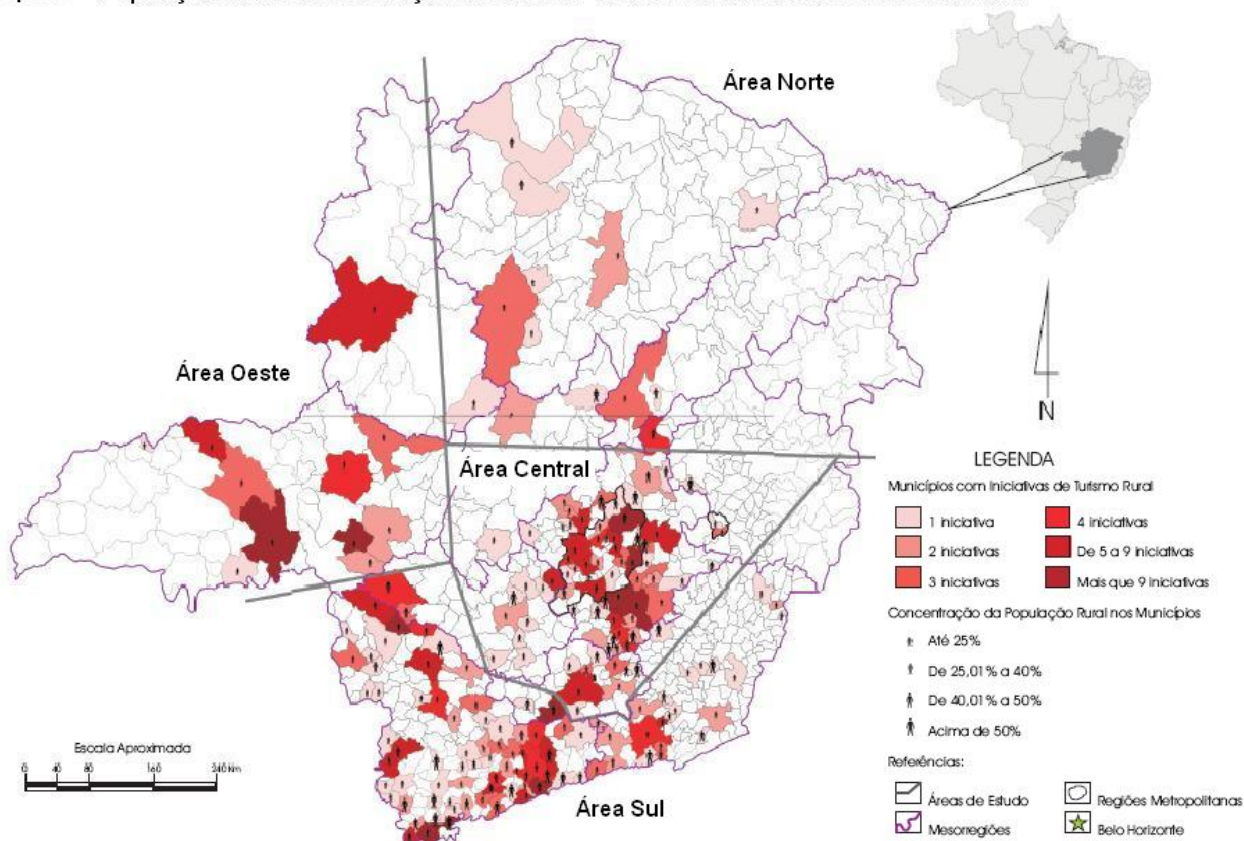 Área Norte
Área Oeste
Área Central
Área Sul
N
Escala Aproximada
0 40 80 160 240 Km
LEGENDA
Municípios com Iniciativas de Turismo Rural
1 iniciativa
2 iniciativas
3 iniciativas
4 iniciativas
De 5 a 9 iniciativas
Mais que 9 iniciativas
Concentração da População Rural nos Municípios
Até 25%
De 25,01% a 40%
De 40,01% a 50%
Acima de 50%
Referências:
Áreas de Estudo
Mesorregiões
Regiões Metropolitanas
Belo Horizonte